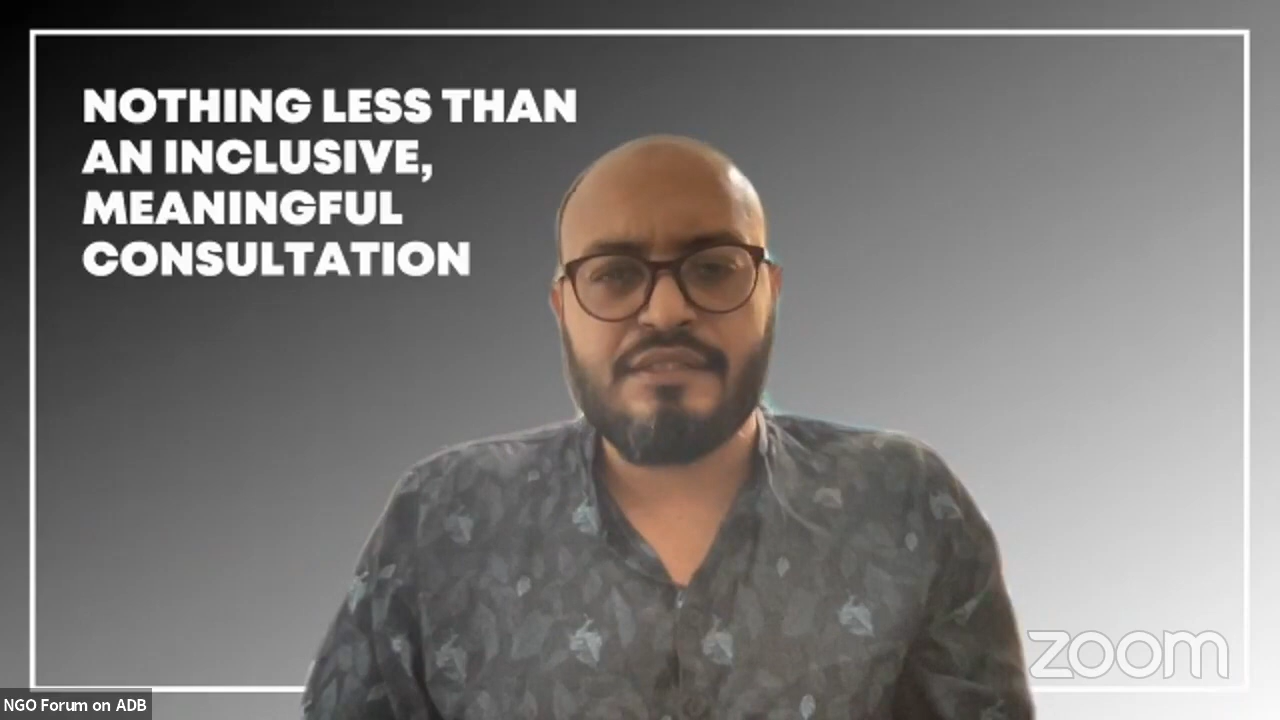 NOTHING LESS THAN
AN INCLUSIVE,
MEANINGFUL
CONSULTATION
zoom
NGO Forum on ADB